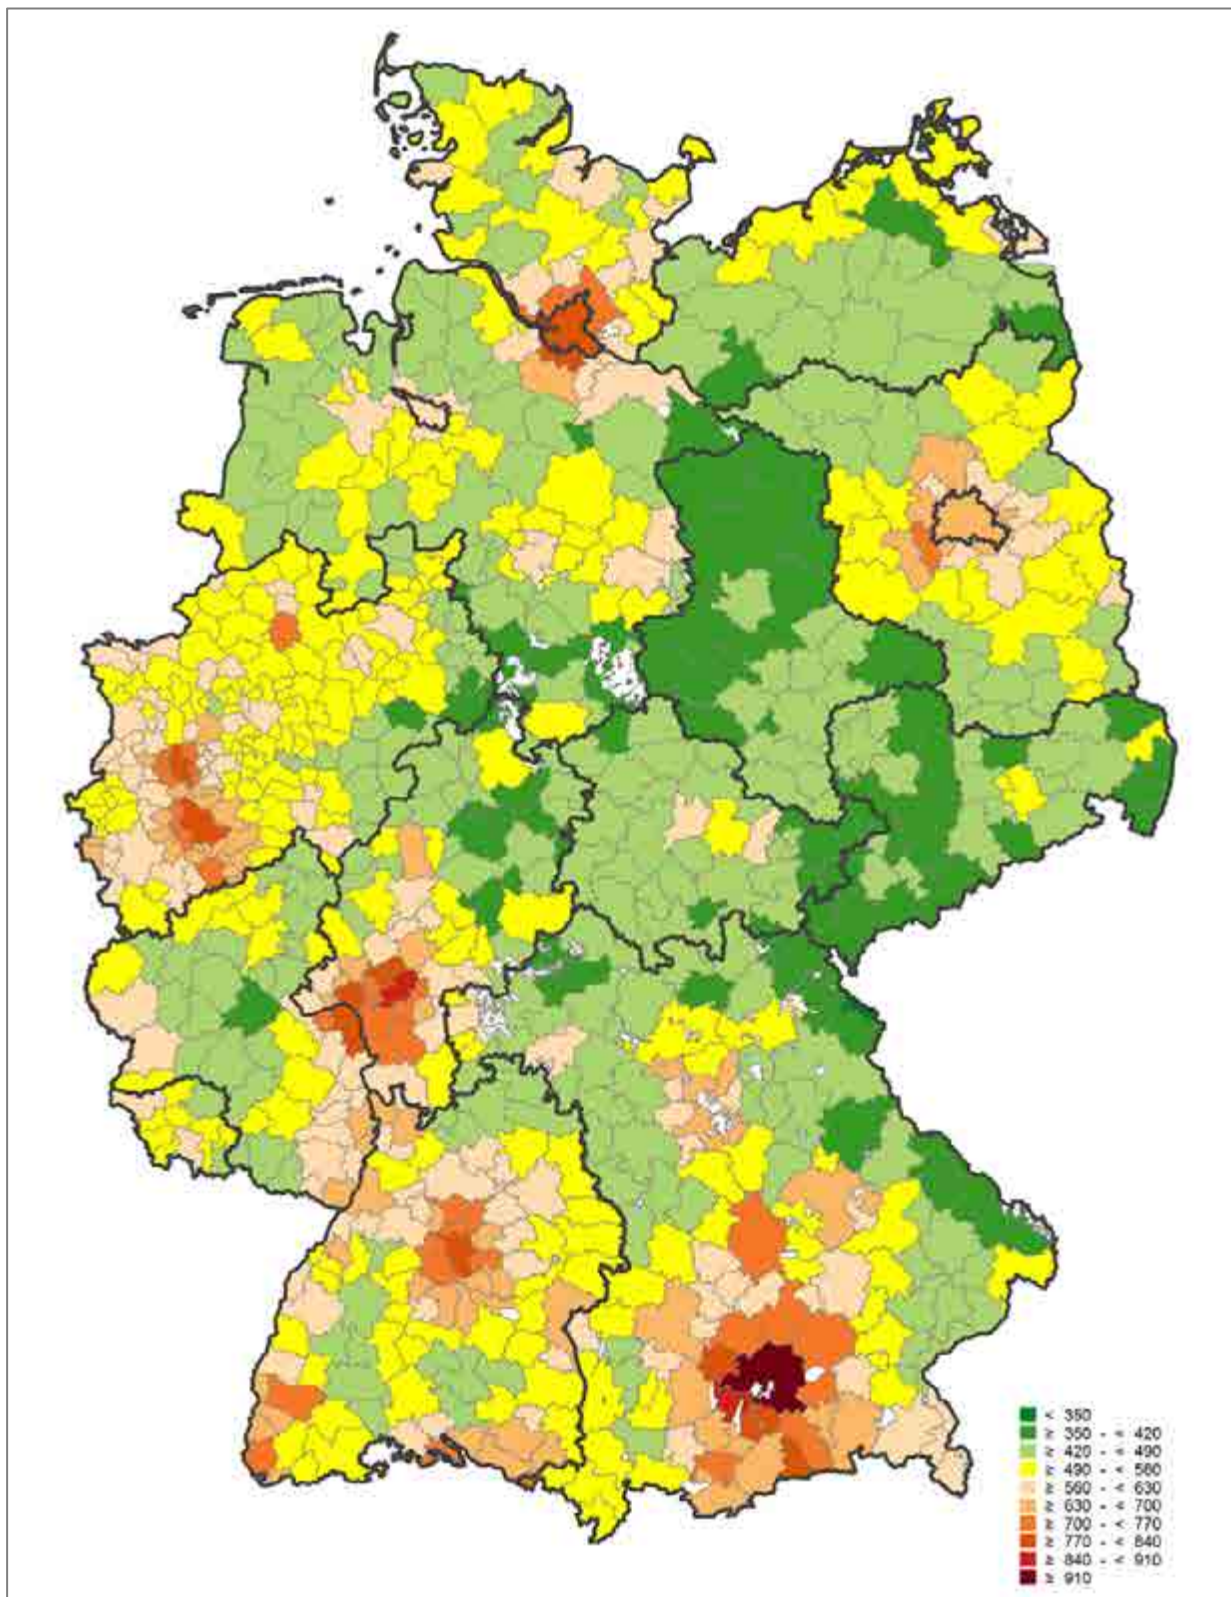 < 350
≥ 350 - < 420
≥ 420 - < 490
≥ 490 - < 560
≥ 560 - < 630
≥ 630 - < 700
≥ 700 - < 770
≥ 770 - < 840
≥ 840 - < 910
≥ 910